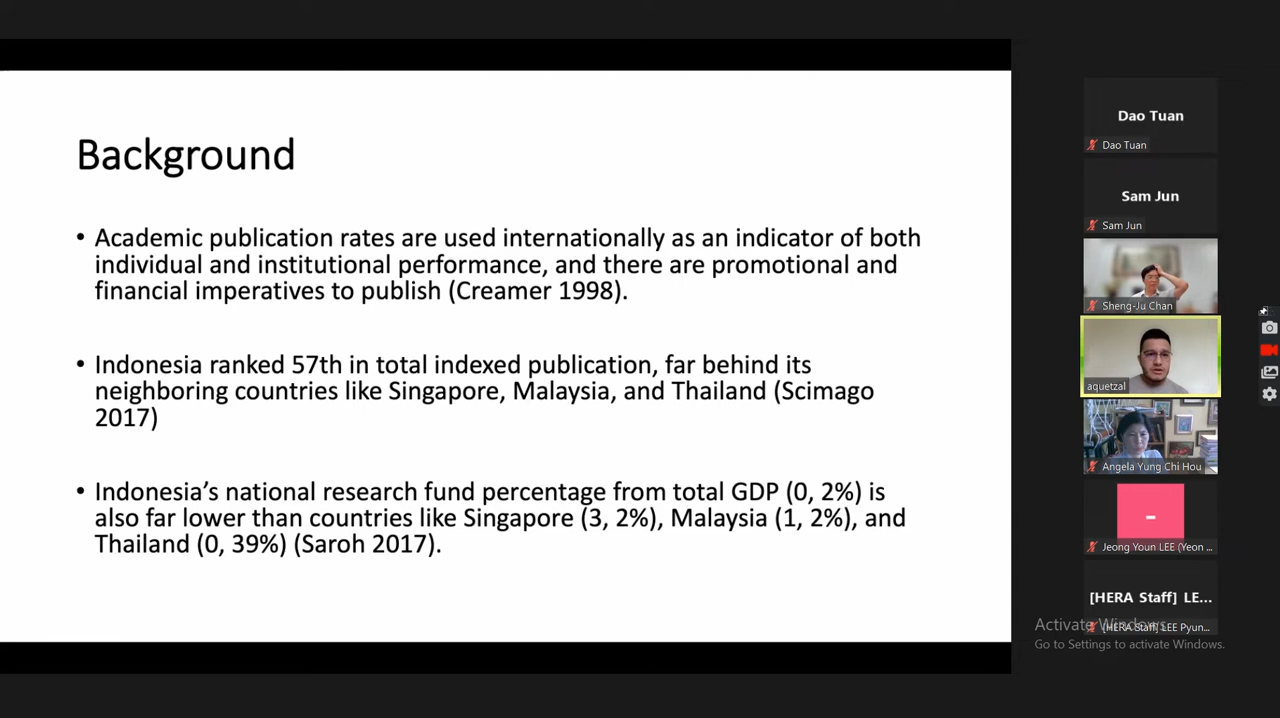 Background
• Academic publication rates are used internationally as an indicator of both
individual and institutional performance, and there are promotional and
financial imperatives to publish (Creamer 1998).
• Indonesia ranked 57th in total indexed publication, far behind its
neighboring countries like Singapore, Malaysia, and Thailand (Scimago
2017)
• Indonesia’s national research fund percentage from total GDP (0, 2%) is
also far lower than countries like Singapore (3, 2%), Malaysia (1, 2%), and
Thailand (0, 39%) (Saroh 2017).
Dao Tuan
Dao Tuan
Sam Jun
Sam Jun
Sheng-Ju Chan
aquetzal
Angela Yung Chi Hou
-
Jeong Youn LEE (Yeon ...
[HERA Staff] LE...
[HERA Staff] LEE Pyun...
Activate Windows
Go to Settings to activate Windows.